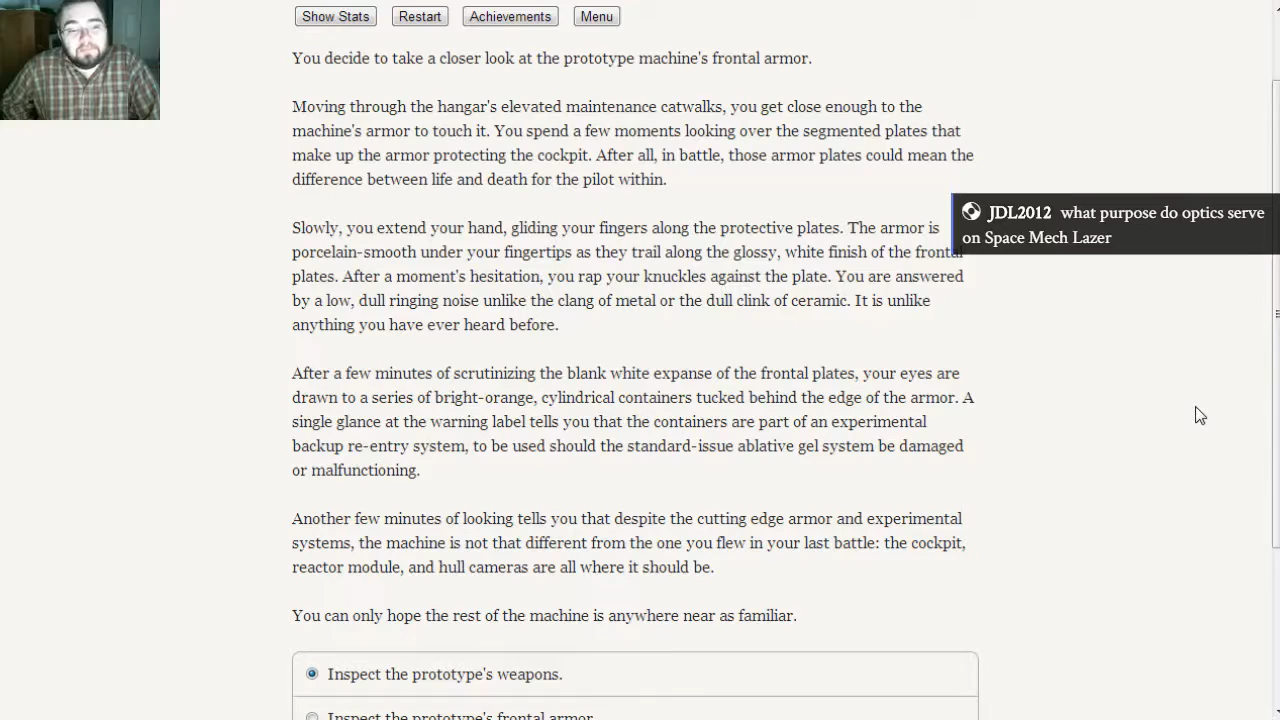 Show Stats Restart Achievements Menu
You decide to take a closer look at the prototype machine's frontal armor.
Moving through the hangar's elevated maintenance catwalks, you get close enough to the
machine's armor to touch it. You spend a few moments looking over the segmented plates that
make up the armor protecting the cockpit. After all, in battle, those armor plates could mean the
difference between life and death for the pilot within.
JDL2012 what purpose do optics serve
on Space Mech Lazer
Slowly, you extend your hand, gliding your fingers along the protective plates. The armor is
porcelain-smooth under your fingertips as they trail along the glossy, white finish of the frontal
plates. After a moment's hesitation, you rap your knuckles against the plate. You are answered
by a low, dull ringing noise unlike the clang of metal or the dull clink of ceramic. It is unlike
anything you have ever heard before.
After a few minutes of scrutinizing the blank white expanse of the frontal plates, your eyes are
drawn to a series of bright-orange, cylindrical containers tucked behind the edge of the armor. A
single glance at the warning label tells you that the containers are part of an experimental
backup re-entry system, to be used should the standard-issue ablative gel system be damaged
or malfunctioning.
Another few minutes of looking tells you that despite the cutting edge armor and experimental
systems, the machine is not that different from the one you flew in your last battle: the cockpit,
reactor module, and hull cameras are all where it should be.
You can only hope the rest of the machine is anywhere near as familiar.
Inspect the prototype's weapons.
Inspect the prototype's frontal armor.